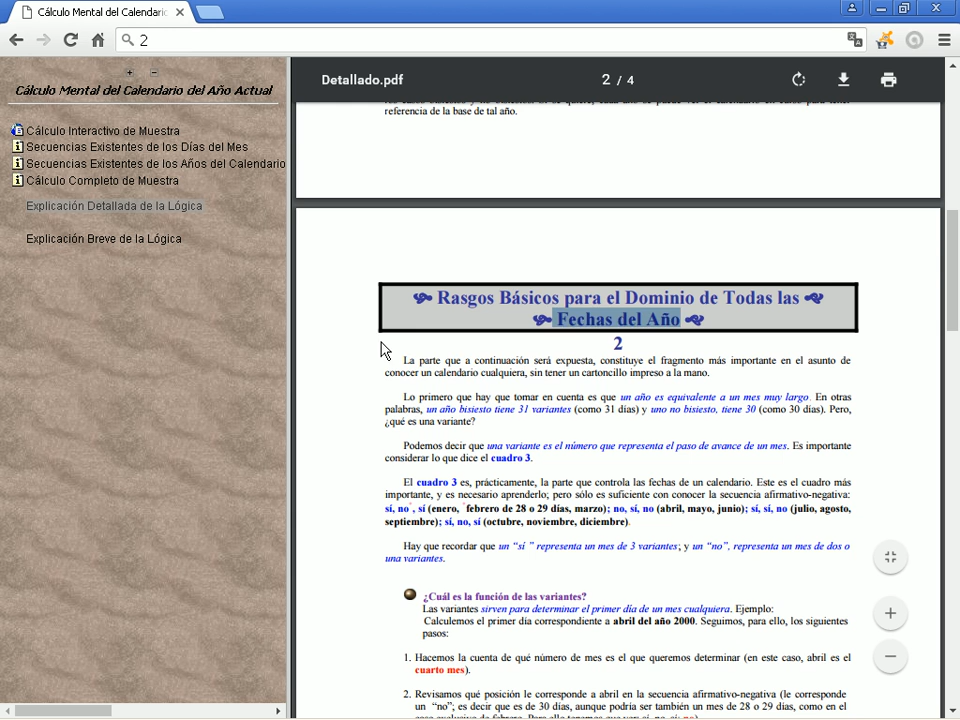 Cálculo Mental del Calendario
2
Cálculo Mental del Calendario del Año Actual
Cálculo Interactivo de Muestra
Secuencias Existentes de los Días del Mes
Secuencias Existentes de los Años del Calendario
Cálculo Completo de Muestra
Explicación Detallada de la Lógica
Explicación Breve de la Lógica
Detallado.pdf
2 / 4
referencia de la base de tal año.
Rasgos Básicos para el Dominio de Todas las
Fechas del Año
2
La parte que a continuación será expuesta, constituye el fragmento más importante en el asunto de
conocer un calendario cualquiera, sin tener un cartoncillo impreso a la mano.
Lo primero que hay que tomar en cuenta es que un año es equivalente a un mes muy largo. En otras
palabras, un año bisiesto tiene 31 variantes (como 31 días) y uno no bisiesto, tiene 30 (como 30 días). Pero,
¿qué es una variante?
Podemos decir que una variante es el número que representa el paso de avance de un mes. Es importante
considerar lo que dice el cuadro 3.
El cuadro 3 es, prácticamente, la parte que controla las fechas de un calendario. Este es el cuadro más
importante, y es necesario aprenderlo; pero sólo es suficiente con conocer la secuencia afirmativo-negativa:
sí, no*, sí (enero, *febrero de 28 o 29 días, marzo); no, sí, no (abril, mayo, junio); sí, sí, no (julio, agosto,
septiembre); sí, no, sí (octubre, noviembre, diciembre).
Hay que recordar que un “sí ” representa un mes de 3 variantes; y un “no”, representa un mes de dos o
una variantes.
¿Cuál es la función de las variantes?
Las variantes sirven para determinar el primer día de un mes cualquiera. Ejemplo:
Calculemos el primer día correspondiente a abril del año 2000. Seguimos, para ello, los siguientes
pasos:
1. Hacemos la cuenta de qué número de mes es el que queremos determinar (en este caso, abril es el
cuarto mes).
2. Revisamos qué posición le corresponde a abril en la secuencia afirmativo-negativa (le corresponde
un “no”; es decir que es de 30 días, aunque podría ser también un mes de 28 o 29 días, como en el